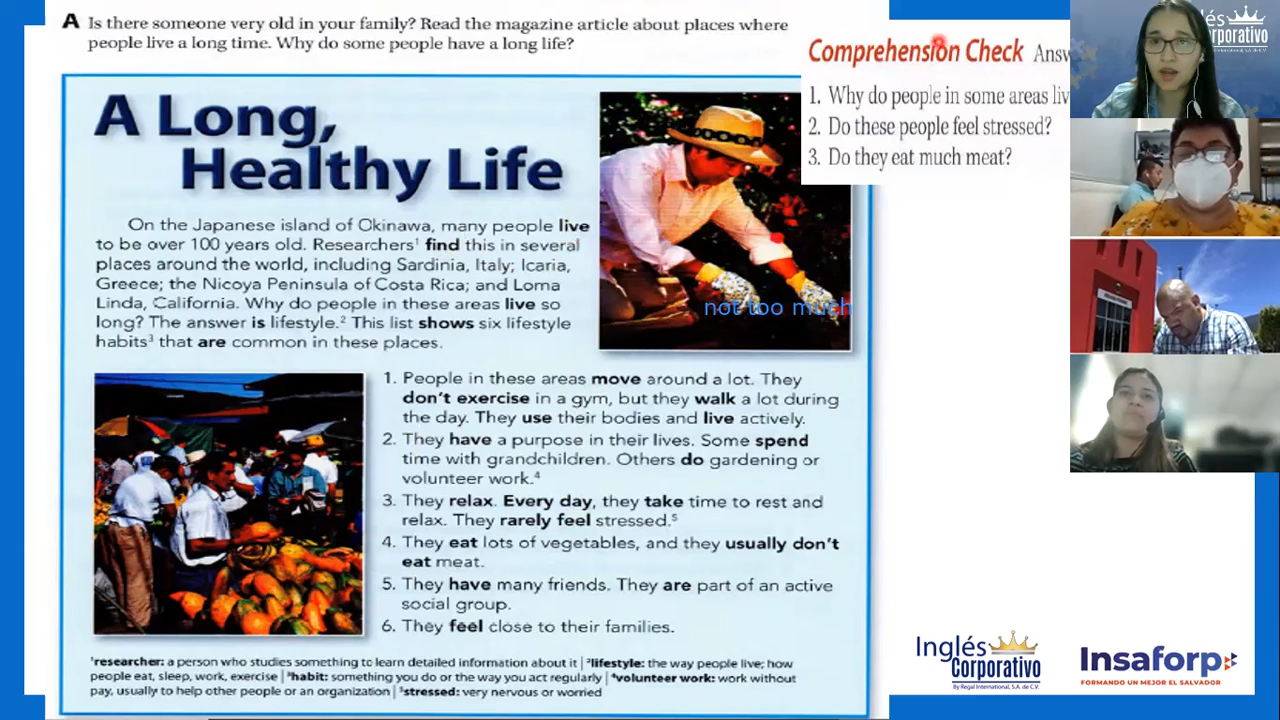 A Is there someone very old in your family? Read the magazine article about places where
people live a long time. Why do some people have a long life?
A Long,
Healthy Life
On the Japanese island of Okinawa, many people live
to be over 100 years old. Researchers¹ find this in several
places around the world, including Sardinia, Italy; Icaria,
Greece; the Nicoya Peninsula of Costa Rica; and Loma
Linda, California. Why do people in these areas live so
long? The answer is lifestyle.² This list shows six lifestyle
habits³ that are common in these places.
not too much
1. People in these areas move around a lot. They
don't exercise in a gym, but they walk a lot during
the day. They use their bodies and live actively.
2. They have a purpose in their lives. Some spend
time with grandchildren. Others do gardening or
volunteer work.⁴
3. They relax. Every day, they take time to rest and
relax. They rarely feel stressed.⁵
4. They eat lots of vegetables, and they usually don't
eat meat.
5. They have many friends. They are part of an active
social group.
6. They feel close to their families.
¹researcher: a person who studies something to learn detailed information about it | ²lifestyle: the way people live; how
people eat, sleep, work, exercise | ³habit: something you do or the way you act regularly | ⁴volunteer work: work without
pay, usually to help other people or an organization | ⁵stressed: very nervous or worried
Comprehension Check Answ
1. Why do people in some areas liv
2. Do these people feel stressed?
3. Do they eat much meat?
Inglés
Corporativo
By Regal International, S.A. de C.V.
Insaforp
FORMANDO UN MEJOR EL SALVADOR
Inglés
Corporativo